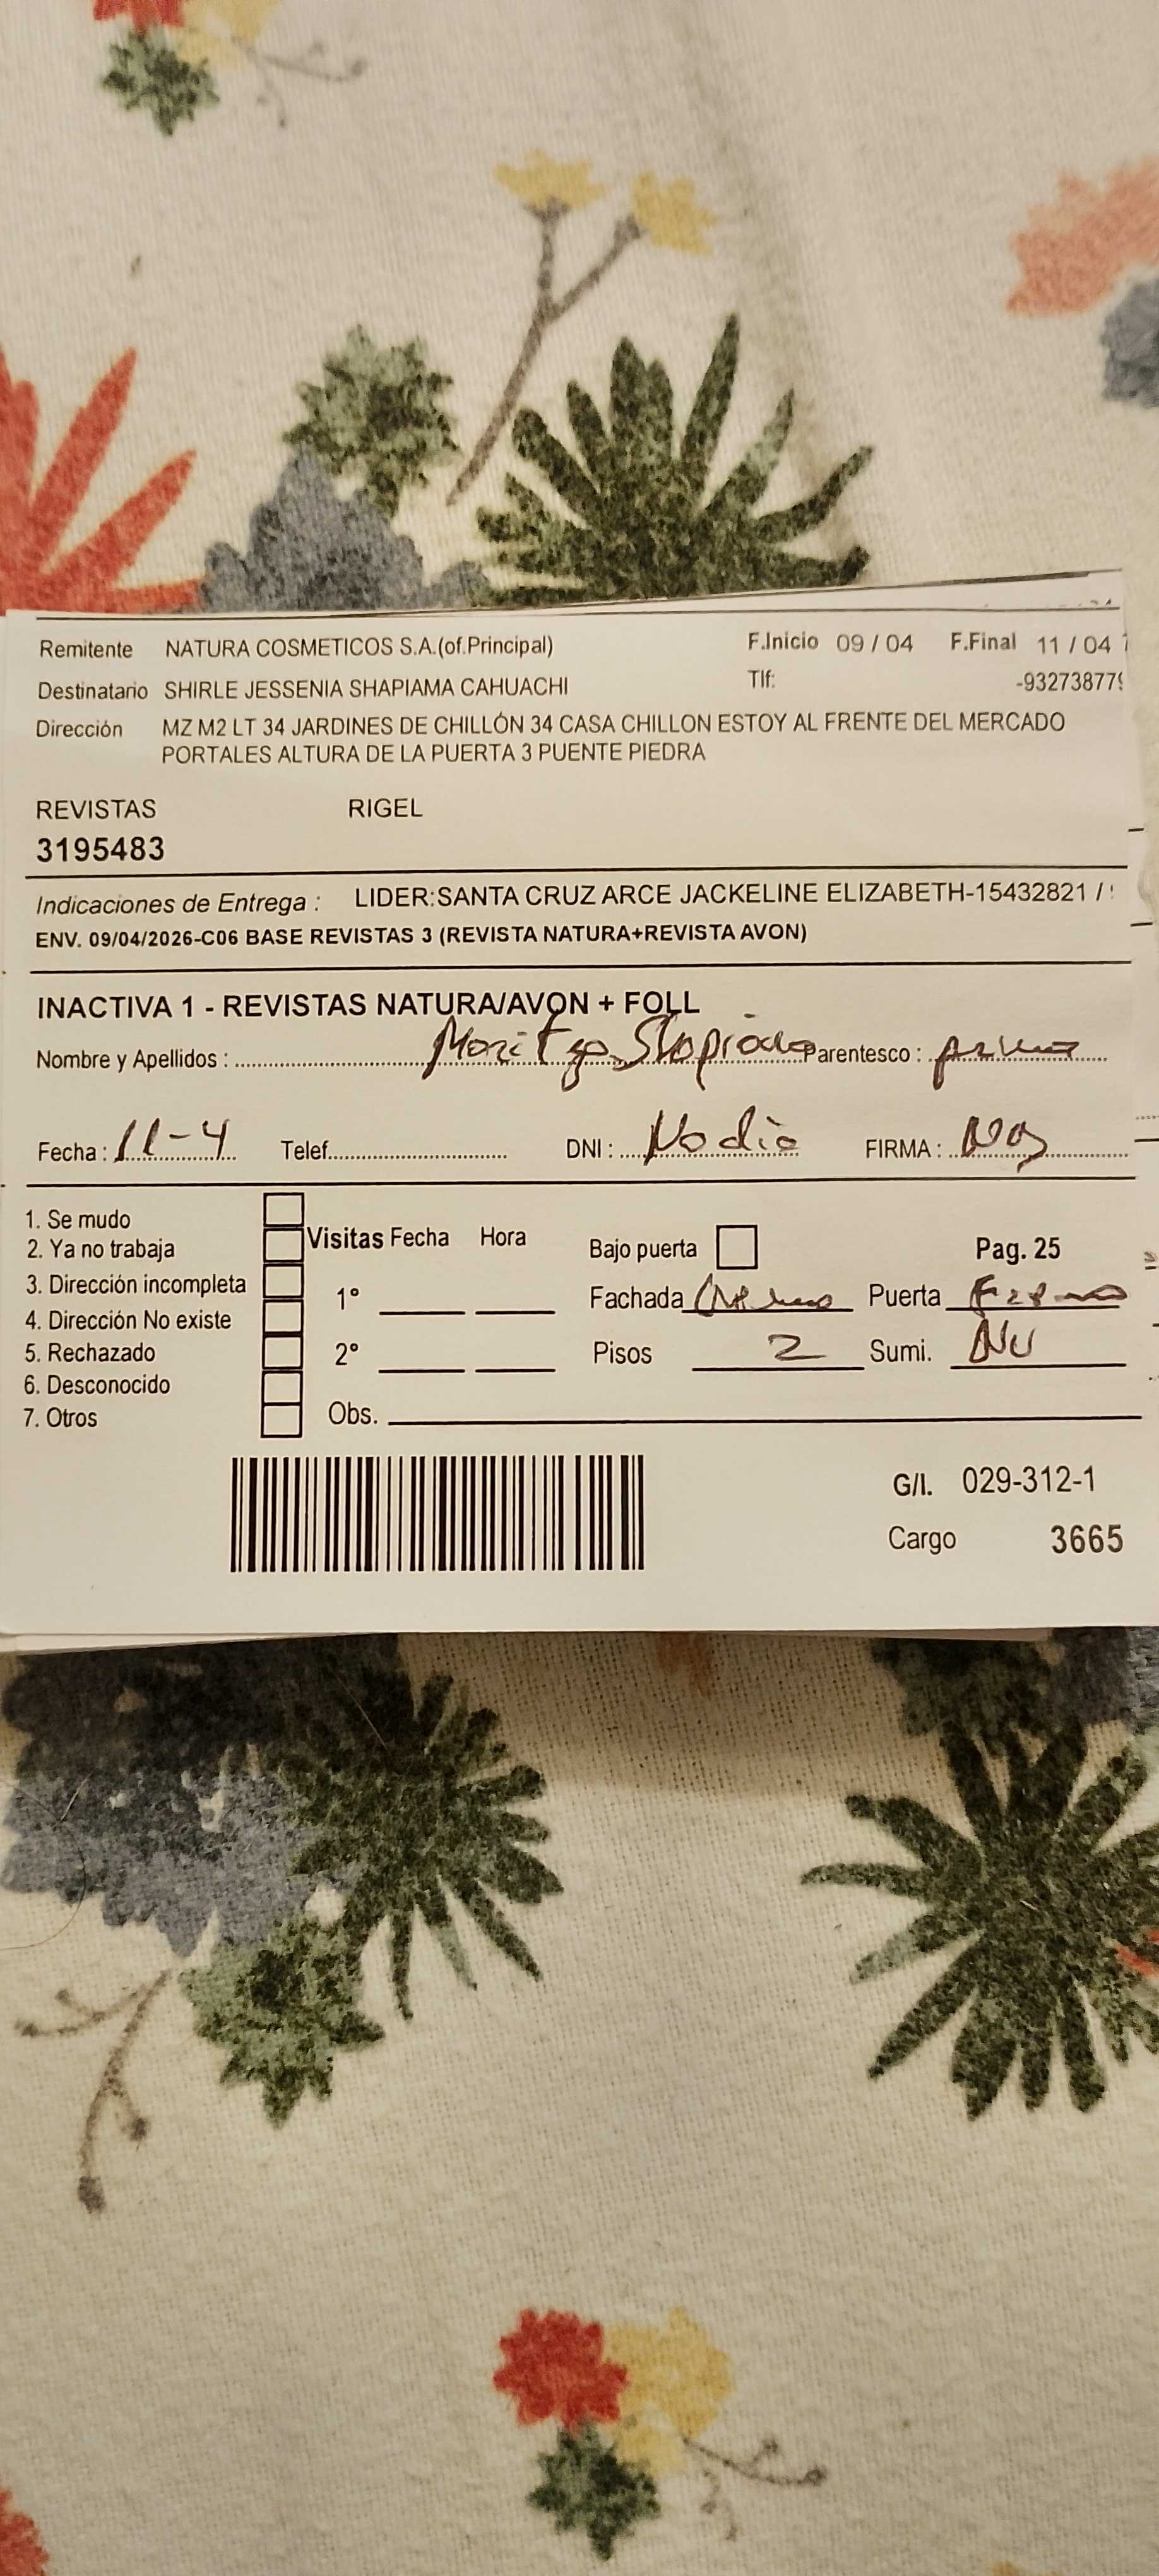 Remitente NATURA COSMETICOS S.A.(of.Principal) F.Inicio 09 / 04 F.Final 11 / 04
Destinatario SHIRLE JESSENIA SHAPIAMA CAHUACHI Tlf: -93273877
Dirección MZ M2 LT 34 JARDINES DE CHILLÓN 34 CASA CHILLON ESTOY AL FRENTE DEL MERCADO
PORTALES ALTURA DE LA PUERTA 3 PUENTE PIEDRA
REVISTAS RIGEL
3195483
Indicaciones de Entrega : LIDER:SANTA CRUZ ARCE JACKELINE ELIZABETH-15432821 /
ENV. 09/04/2026-C06 BASE REVISTAS 3 (REVISTA NATURA+REVISTA AVON)
INACTIVA 1 - REVISTAS NATURA/AVON + FOLL
Nombre y Apellidos : Parentesco :
Fecha : 11-4 Telef. DNI : No dio FIRMA :
1. Se mudo
2. Ya no trabaja
3. Dirección incompleta
4. Dirección No existe
5. Rechazado
6. Desconocido
7. Otros
Visitas Fecha Hora
1°
2°
Obs.
Bajo puerta Pag. 25
Fachada Puerta
Pisos 2 Sumi.
G/I. 029-312-1
Cargo 3665